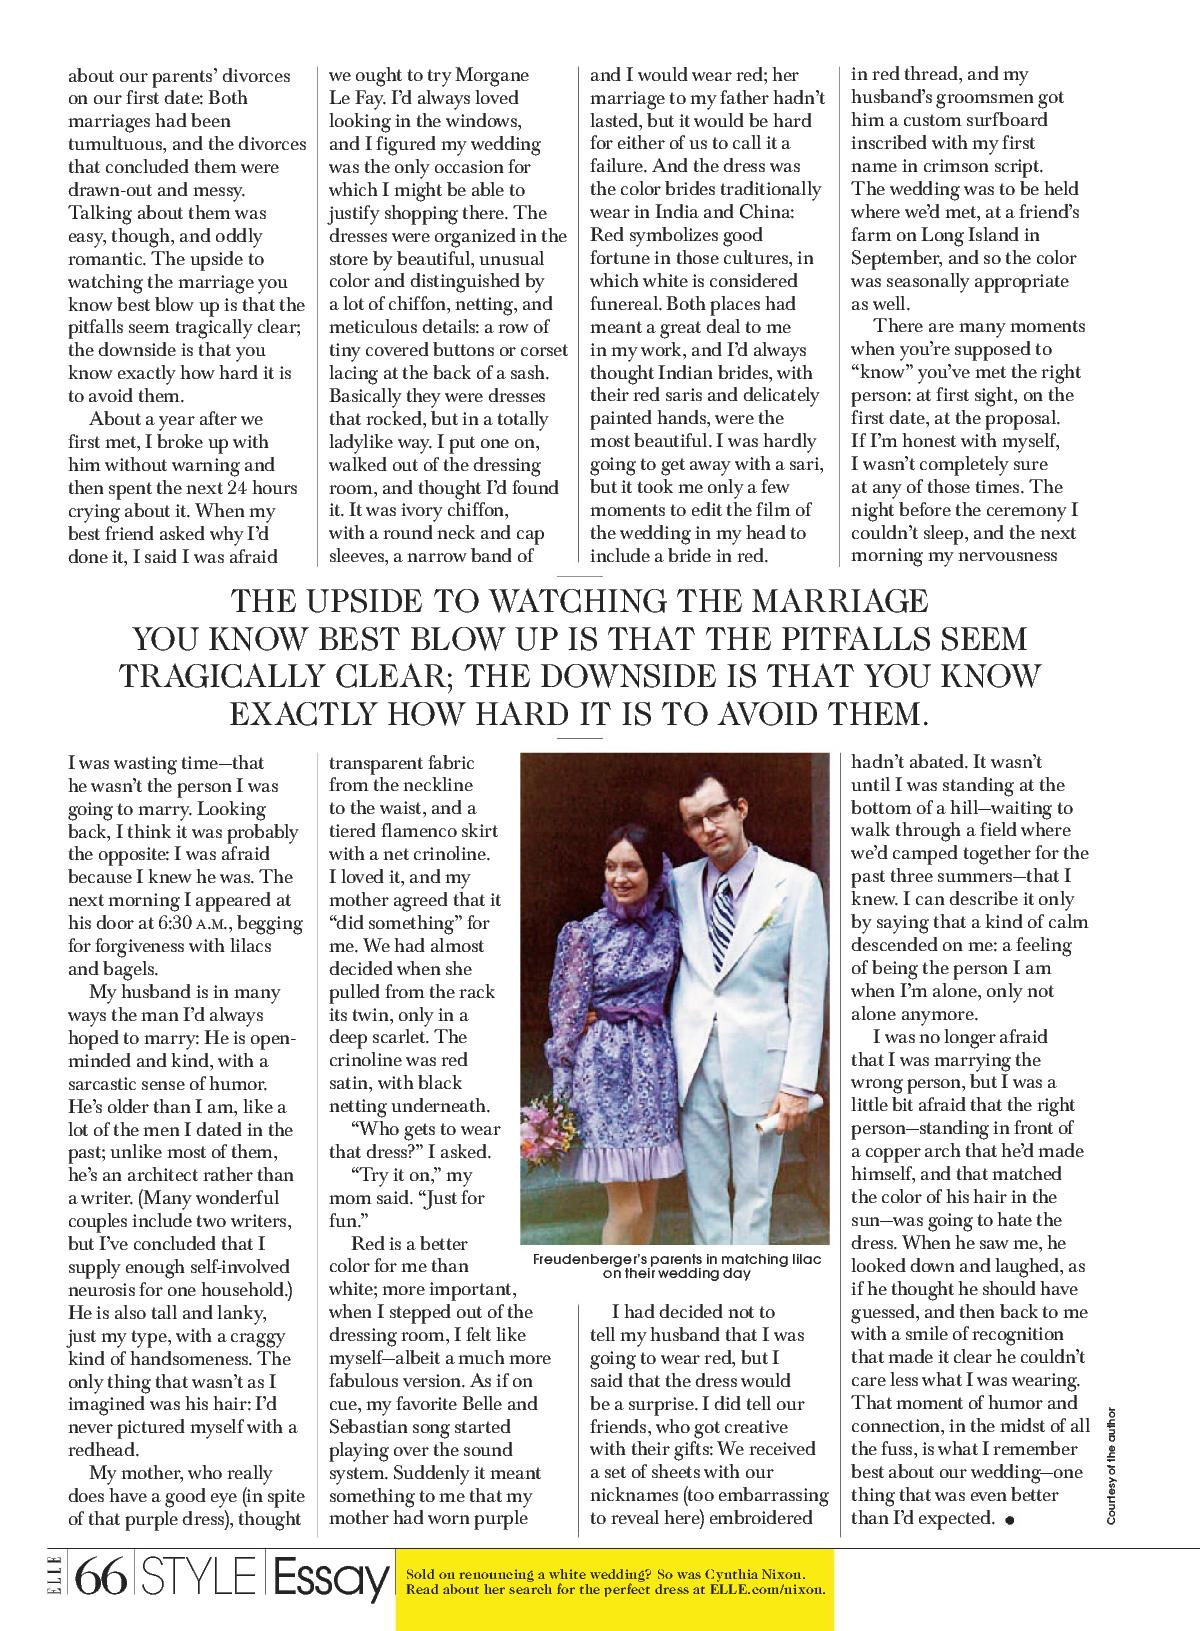 about our parents’ divorces
on our first date: Both
marriages had been
tumultuous, and the divorces
that concluded them were
drawn-out and messy.
Talking about them was
easy, though, and oddly
romantic. The upside to
watching the marriage you
know best blow up is that the
pitfalls seem tragically clear;
the downside is that you
know exactly how hard it is
to avoid them.
About a year after we
first met, I broke up with
him without warning and
then spent the next 24 hours
crying about it. When my
best friend asked why I’d
done it, I said I was afraid
I was wasting time—that
he wasn’t the person I was
going to marry. Looking
back, I think it was probably
the opposite: I was afraid
because I knew he was. The
next morning I appeared at
his door at 6:30 A.M., begging
for forgiveness with lilacs
and bagels.
My husband is in many
ways the man I’d always
hoped to marry: He is open-
minded and kind, with a
sarcastic sense of humor.
He’s older than I am, like a
lot of the men I dated in the
past; unlike most of them,
he’s an architect rather than
a writer. (Many wonderful
couples include two writers,
but I’ve concluded that I
supply enough self-involved
neurosis for one household.)
He is also tall and lanky,
just my type, with a craggy
kind of handsomeness. The
only thing that wasn’t as I
imagined was his hair: I’d
never pictured myself with a
redhead.
My mother, who really
does have a good eye (in spite
of that purple dress), thought
we ought to try Morgane
Le Fay. I’d always loved
looking in the windows,
and I figured my wedding
was the only occasion for
which I might be able to
justify shopping there. The
dresses were organized in the
store by beautiful, unusual
color and distinguished by
a lot of chiffon, netting, and
meticulous details: a row of
tiny covered buttons or corset
lacing at the back of a sash.
Basically they were dresses
that rocked, but in a totally
ladylike way. I put one on,
walked out of the dressing
room, and thought I’d found
it. It was ivory chiffon,
with a round neck and cap
sleeves, a narrow band of
transparent fabric
from the neckline
to the waist, and a
tiered flamenco skirt
with a net crinoline.
I loved it, and my
mother agreed that it
“did something” for
me. We had almost
decided when she
pulled from the rack
its twin, only in a
deep scarlet. The
crinoline was red
satin, with black
netting underneath.
“Who gets to wear
that dress?” I asked.
“Try it on,” my
mom said. “Just for
fun.”
Red is a better
color for me than
white; more important,
when I stepped out of the
dressing room, I felt like
myself—albeit a much more
fabulous version. As if on
cue, my favorite Belle and
Sebastian song started
playing over the sound
system. Suddenly it meant
something to me that my
mother had worn purple
and I would wear red; her
marriage to my father hadn’t
lasted, but it would be hard
for either of us to call it a
failure. And the dress was
the color brides traditionally
wear in India and China:
Red symbolizes good
fortune in those cultures, in
which white is considered
funereal. Both places had
meant a great deal to me
in my work, and I’d always
thought Indian brides, with
their red saris and delicately
painted hands, were the
most beautiful. I was hardly
going to get away with a sari,
but it took me only a few
moments to edit the film of
the wedding in my head to
include a bride in red.
Freudenberger’s parents in matching lilac
on their wedding day
I had decided not to
tell my husband that I was
going to wear red, but I
said that the dress would
be a surprise. I did tell our
friends, who got creative
with their gifts: We received
a set of sheets with our
nicknames (too embarrassing
to reveal here) embroidered
in red thread, and my
husband’s groomsmen got
him a custom surfboard
inscribed with my first
name in crimson script.
The wedding was to be held
where we’d met, at a friend’s
farm on Long Island in
September, and so the color
was seasonally appropriate
as well.
There are many moments
when you’re supposed to
“know” you’ve met the right
person: at first sight, on the
first date, at the proposal.
If I’m honest with myself,
I wasn’t completely sure
at any of those times. The
night before the ceremony I
couldn’t sleep, and the next
morning my nervousness
hadn’t abated. It wasn’t
until I was standing at the
bottom of a hill—waiting to
walk through a field where
we’d camped together for the
past three summers—that I
knew. I can describe it only
by saying that a kind of calm
descended on me: a feeling
of being the person I am
when I’m alone, only not
alone anymore.
I was no longer afraid
that I was marrying the
wrong person, but I was a
little bit afraid that the right
person—standing in front of
a copper arch that he’d made
himself, and that matched
the color of his hair in the
sun—was going to hate the
dress. When he saw me, he
looked down and laughed, as
if he thought he should have
guessed, and then back to me
with a smile of recognition
that made it clear he couldn’t
care less what I was wearing.
That moment of humor and
connection, in the midst of all
the fuss, is what I remember
best about our wedding—one
thing that was even better
than I’d expected. ●
THE UPSIDE TO WATCHING THE MARRIAGE
YOU KNOW BEST BLOW UP IS THAT THE PITFALLS SEEM
TRAGICALLY CLEAR; THE DOWNSIDE IS THAT YOU KNOW
EXACTLY HOW HARD IT IS TO AVOID THEM.
Courtesy of the author
ELLE 66 STYLE Essay
Sold on renouncing a white wedding? So was Cynthia Nixon.
Read about her search for the perfect dress at ELLE.com/nixon.